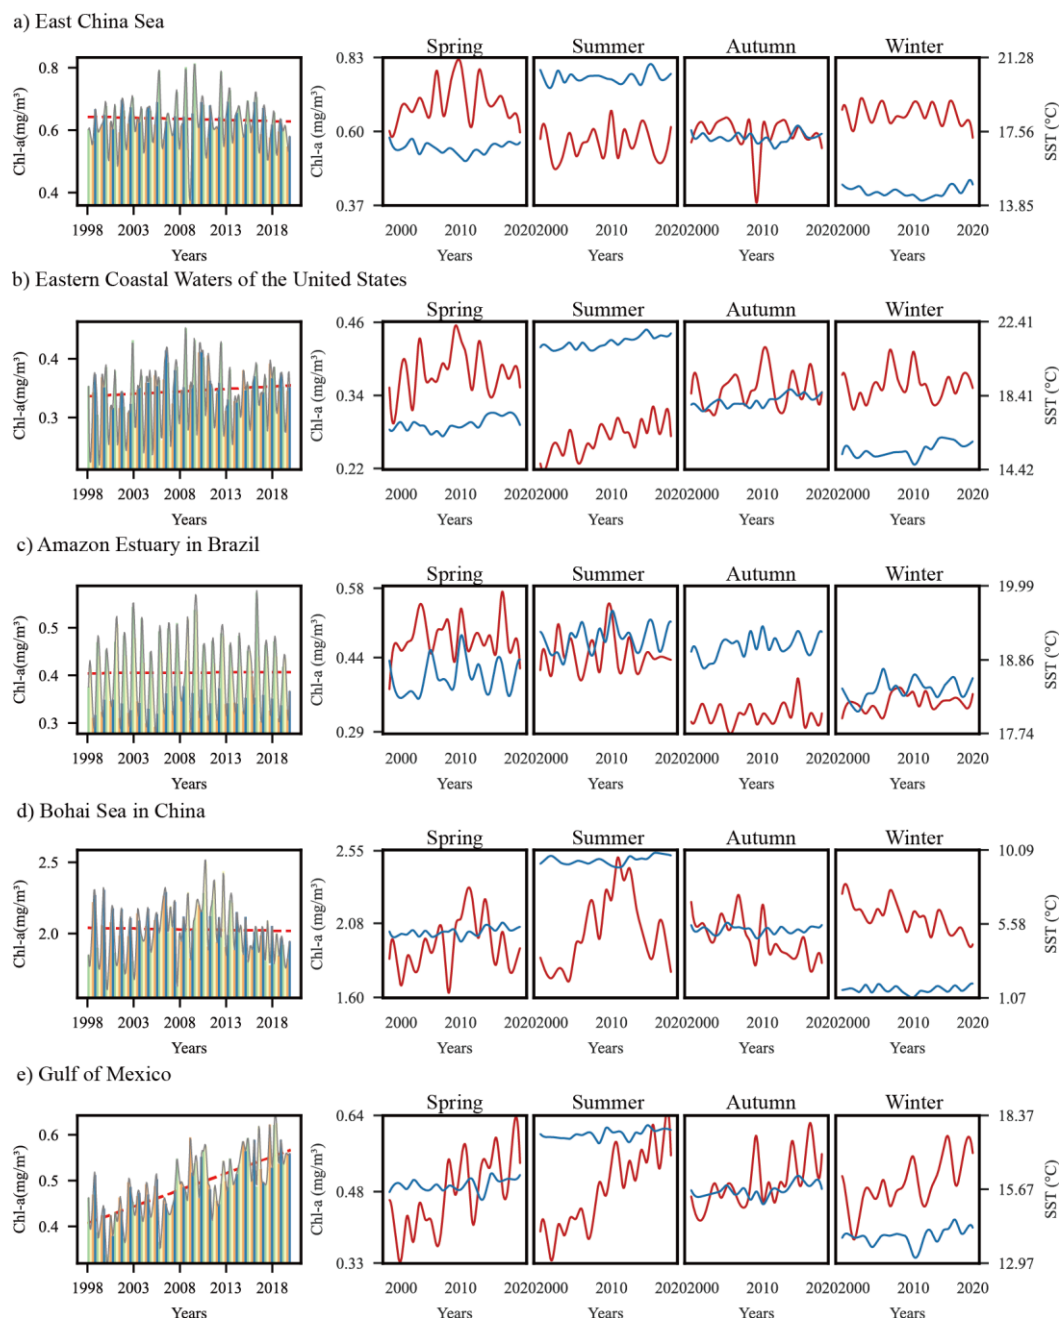 a) East China Sea
Spring Summer Autumn Winter
Chl-a(mg/m³)
0.8
0.6
0.4
1998 2003 2008 2013 2018
Years
Chl-a (mg/m³)
0.83
0.60
0.37
2000 2010 20202000 2010 20202000 2010 20202000 2010 2020
Years Years Years Years
21.28
17.56
13.85
SST (°C)
b) Eastern Coastal Waters of the United States
Spring Summer Autumn Winter
Chl-a(mg/m³)
0.4
0.3
1998 2003 2008 2013 2018
Years
Chl-a (mg/m³)
0.46
0.34
0.22
2000 2010 20202000 2010 20202000 2010 20202000 2010 2020
Years Years Years Years
22.41
18.41
14.42
SST (°C)
c) Amazon Estuary in Brazil
Spring Summer Autumn Winter
Chl-a(mg/m³)
0.5
0.4
0.3
1998 2003 2008 2013 2018
Years
Chl-a (mg/m³)
0.58
0.44
0.29
2000 2010 20202000 2010 20202000 2010 20202000 2010 2020
Years Years Years Years
19.99
18.86
17.74
SST (°C)
d) Bohai Sea in China
Spring Summer Autumn Winter
Chl-a(mg/m³)
2.5
2.0
1998 2003 2008 2013 2018
Years
Chl-a (mg/m³)
2.55
2.08
1.60
2000 2010 20202000 2010 20202000 2010 20202000 2010 2020
Years Years Years Years
10.09
5.58
1.07
SST (°C)
e) Gulf of Mexico
Spring Summer Autumn Winter
Chl-a(mg/m³)
0.6
0.5
0.4
1998 2003 2008 2013 2018
Years
Chl-a (mg/m³)
0.64
0.48
0.33
2000 2010 20202000 2010 20202000 2010 20202000 2010 2020
Years Years Years Years
18.37
15.67
12.97
SST (°C)